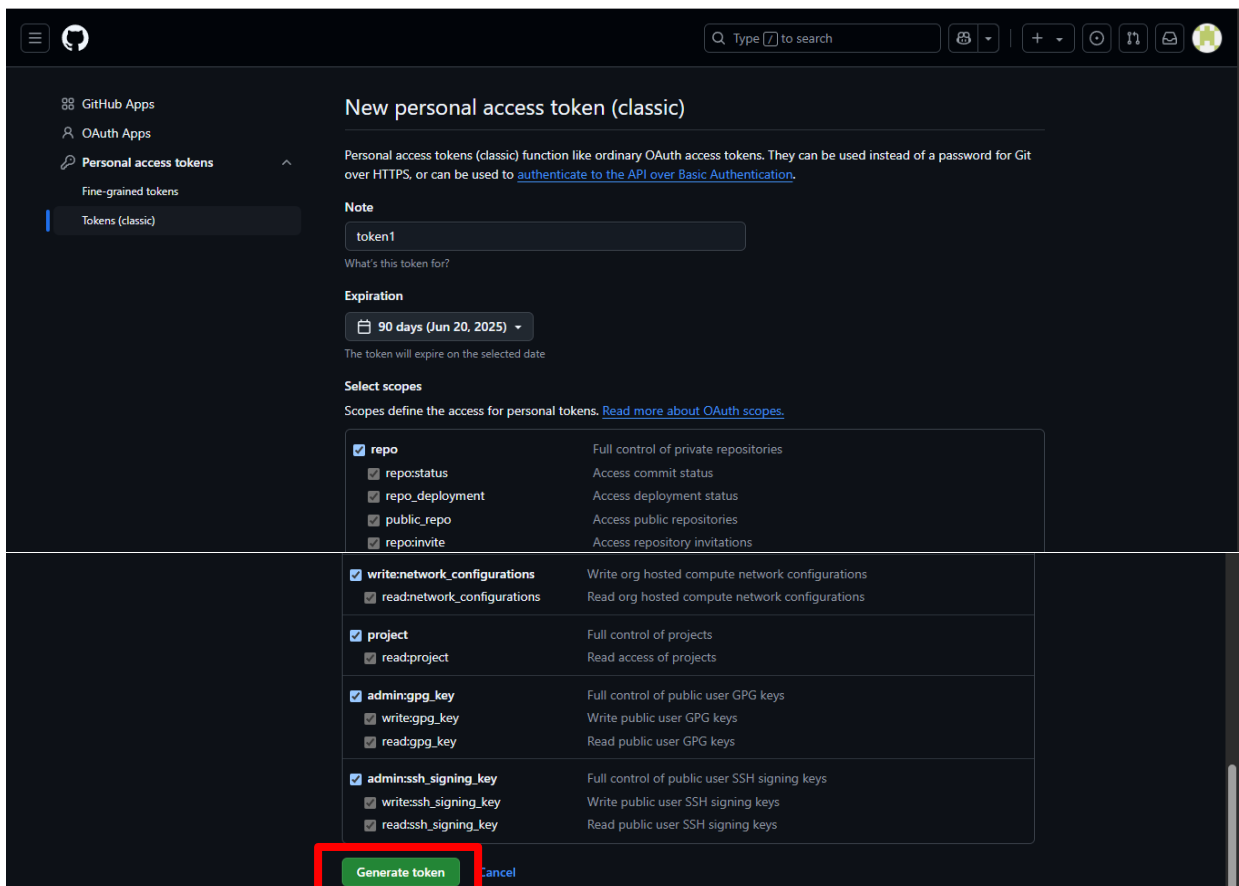 Type / to search
GitHub Apps
OAuth Apps
Personal access tokens
Fine-grained tokens
Tokens (classic)
New personal access token (classic)
Personal access tokens (classic) function like ordinary OAuth access tokens. They can be used instead of a password for Git
over HTTPS, or can be used to authenticate to the API over Basic Authentication.
Note
token1
What's this token for?
Expiration
90 days (Jun 20, 2025)
The token will expire on the selected date
Select scopes
Scopes define the access for personal tokens. Read more about OAuth scopes.
repo Full control of private repositories
repo:status Access commit status
repo_deployment Access deployment status
public_repo Access public repositories
repo:invite Access repository invitations
write:network_configurations Write org hosted compute network configurations
read:network_configurations Read org hosted compute network configurations
project Full control of projects
read:project Read access of projects
admin:gpg_key Full control of public user GPG keys
write:gpg_key Write public user GPG keys
read:gpg_key Read public user GPG keys
admin:ssh_signing_key Full control of public user SSH signing keys
write:ssh_signing_key Write public user SSH signing keys
read:ssh_signing_key Read public user SSH signing keys
Generate token Cancel